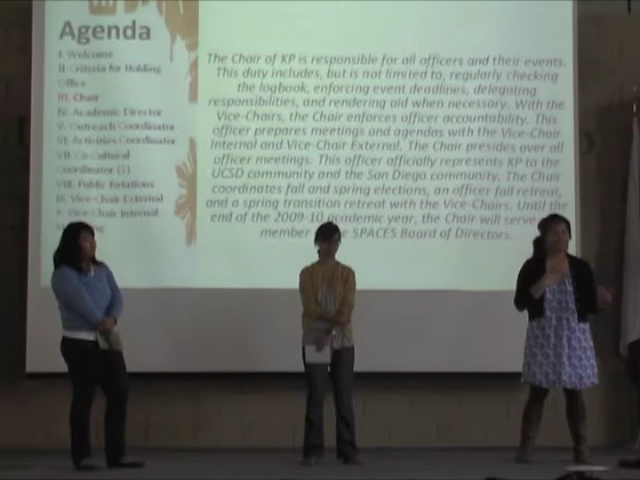 Agenda
I. Welcome
II. Criteria for Holding
Office
III. Chair
IV. Academic Director
V. Outreach Coordinator
VI. Activities Coordinator
VII. Co-Cultural
Coordinator (2)
VIII. Public Relations
IX. Vice-Chair External
X. Vice-Chair Internal
The Chair of KP is responsible for all officers and their events.
This duty includes, but is not limited to, regularly checking
the logbook, enforcing event deadlines, delegating
responsibilities, and rendering aid when necessary. With the
Vice-Chairs, the Chair enforces officer accountability. This
officer prepares meetings and agendas with the Vice-Chair
Internal and Vice-Chair External. The Chair presides over all
officer meetings. This officer officially represents KP to the
UCSD community and the San Diego community. The Chair
coordinates fall and spring elections, an officer fall retreat,
and a spring transition retreat with the Vice-Chairs. Until the
end of the 2009-10 academic year, the Chair will serve
member SPACES Board of Directors.